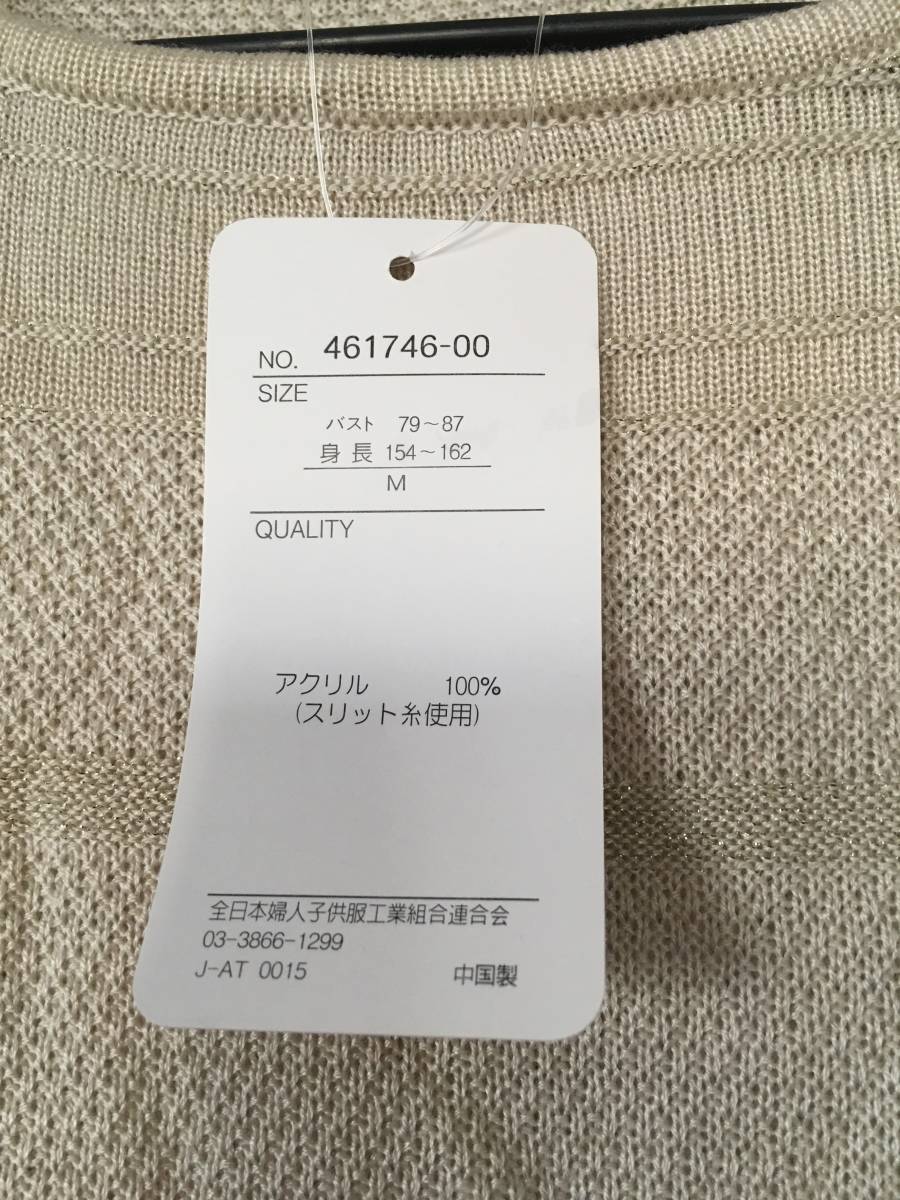 NO. 461746-00
SIZE
バスト 79~87
身長 154~162
M
QUALITY
アクリル 100%
(スリット糸使用)
全日本婦人子供服工業組合連合会
03-3866-1299
J-AT 0015 中国製